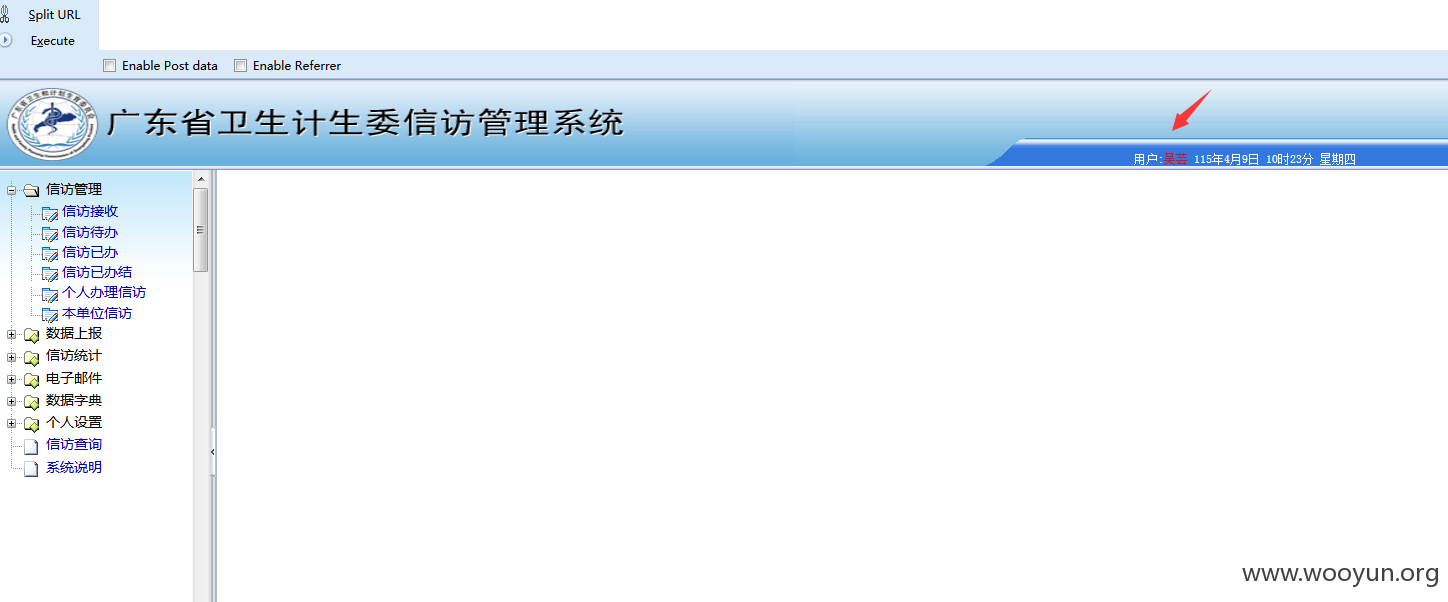 Split URL
Execute
Enable Post data Enable Referrer
广东省卫生计生委信访管理系统
用户: 115年4月9日 10时23分 星期四
信访管理
信访接收
信访待办
信访已办
信访已办结
个人办理信访
本单位信访
数据上报
信访统计
电子邮件
数据字典
个人设置
信访查询
系统说明
www.wooyun.org